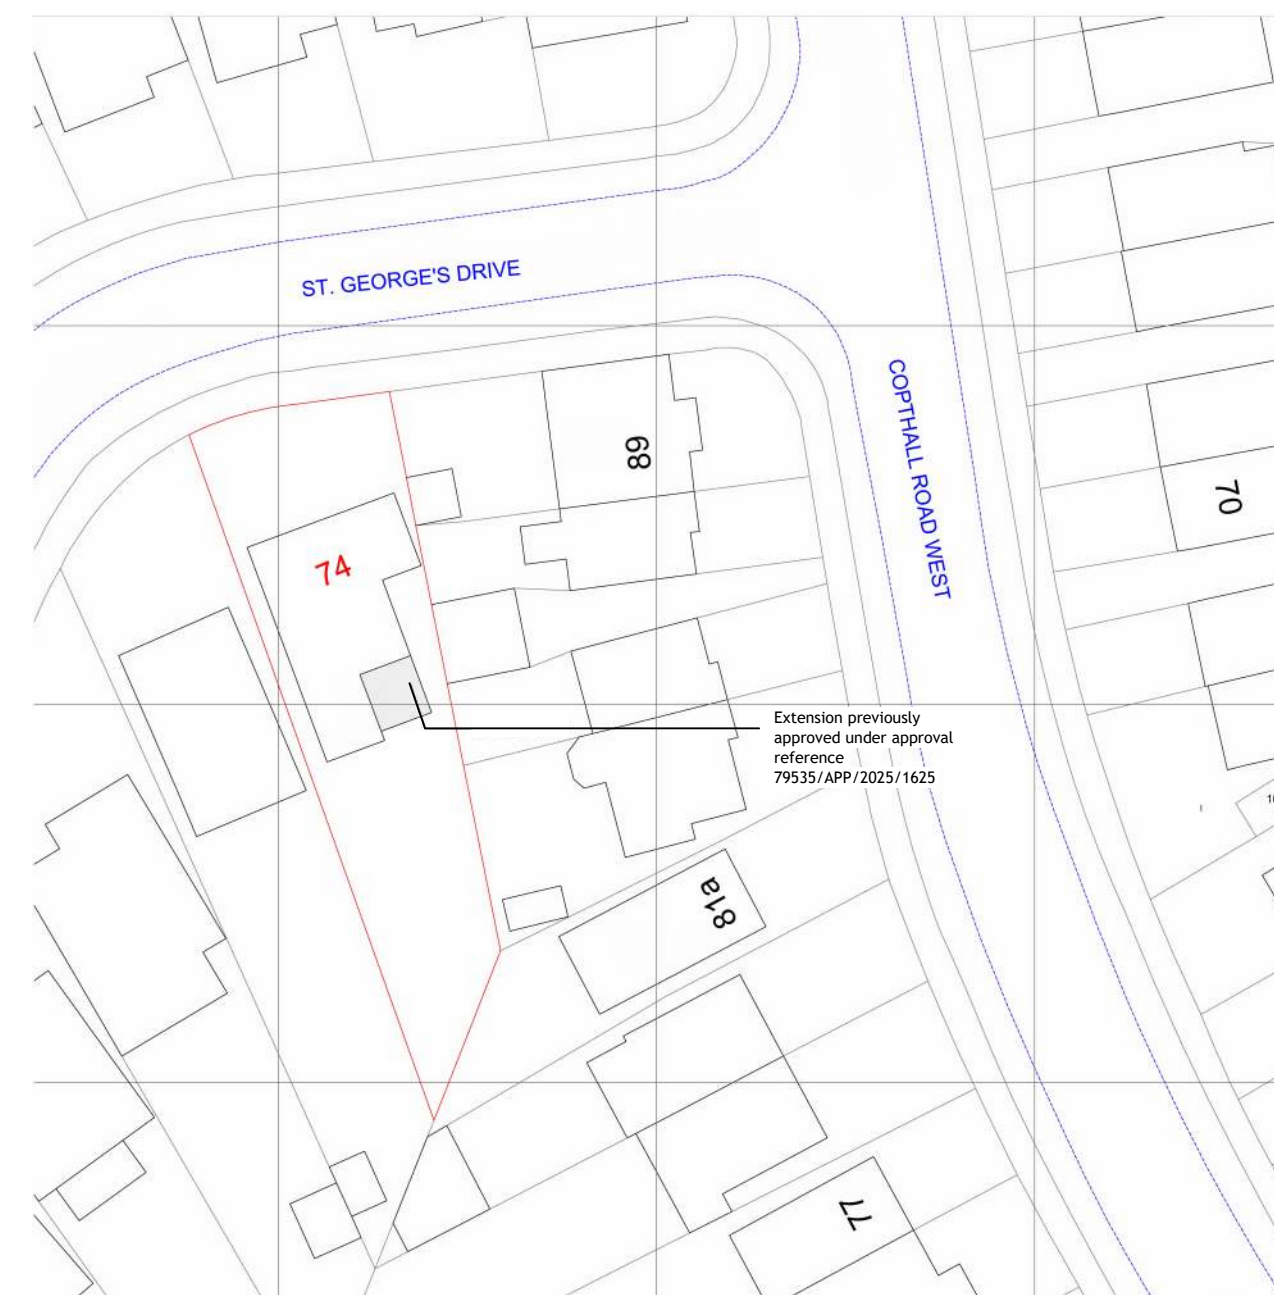 ST. GEORGE'S DRIVE
COPTHALL ROAD WEST
89
70
74
Extension previously
approved under approval
reference
79535/APP/2025/1625
81a
77